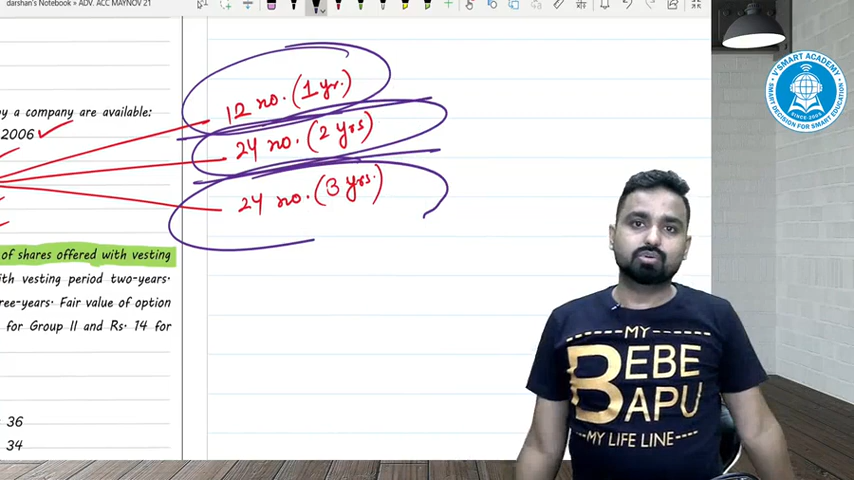 darshan's Notebook » ADV. ACC MAYNOV 21
by a company are available:
2006
12 no. (1 yr.)
24 no. (2 yrs)
24 no. (3 yrs.)
of shares offered with vesting
ith vesting period two-years.
ree-years. Fair value of option
for Group II and Rs. 14 for
36
34
V SMART ACADEMY
SINCE-2003
SMART DECISION FOR SMART EDUCATION
MY
BEBE
BAPU
MY LIFE LINE